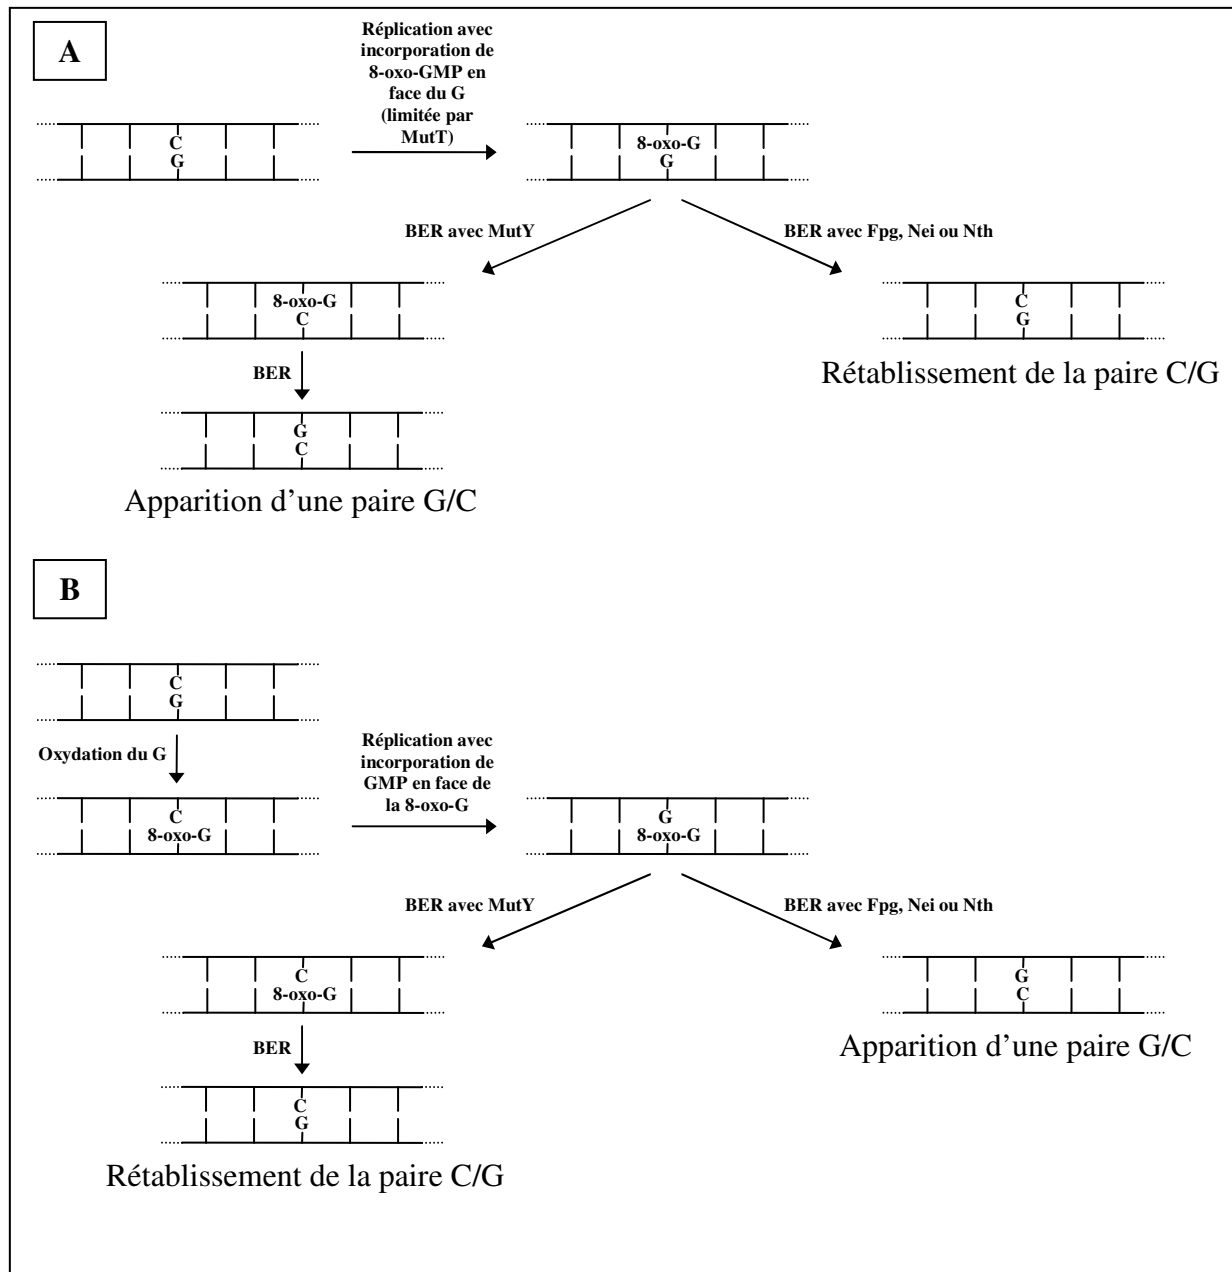 A
Réplication avec
incorporation de
8-oxo-GMP en
face du G
(limitée par
MutT)
C
G
8-oxo-G
G
BER avec MutY
BER avec Fpg, Nei ou Nth
8-oxo-G
C
C
G
BER
Rétablissement de la paire C/G
G
C
Apparition d’une paire G/C
B
C
G
Oxydation du G
Réplication avec
incorporation de
GMP en face de
la 8-oxo-G
C
8-oxo-G
G
8-oxo-G
BER avec MutY
BER avec Fpg, Nei ou Nth
C
8-oxo-G
G
C
BER
Apparition d’une paire G/C
C
G
Rétablissement de la paire C/G